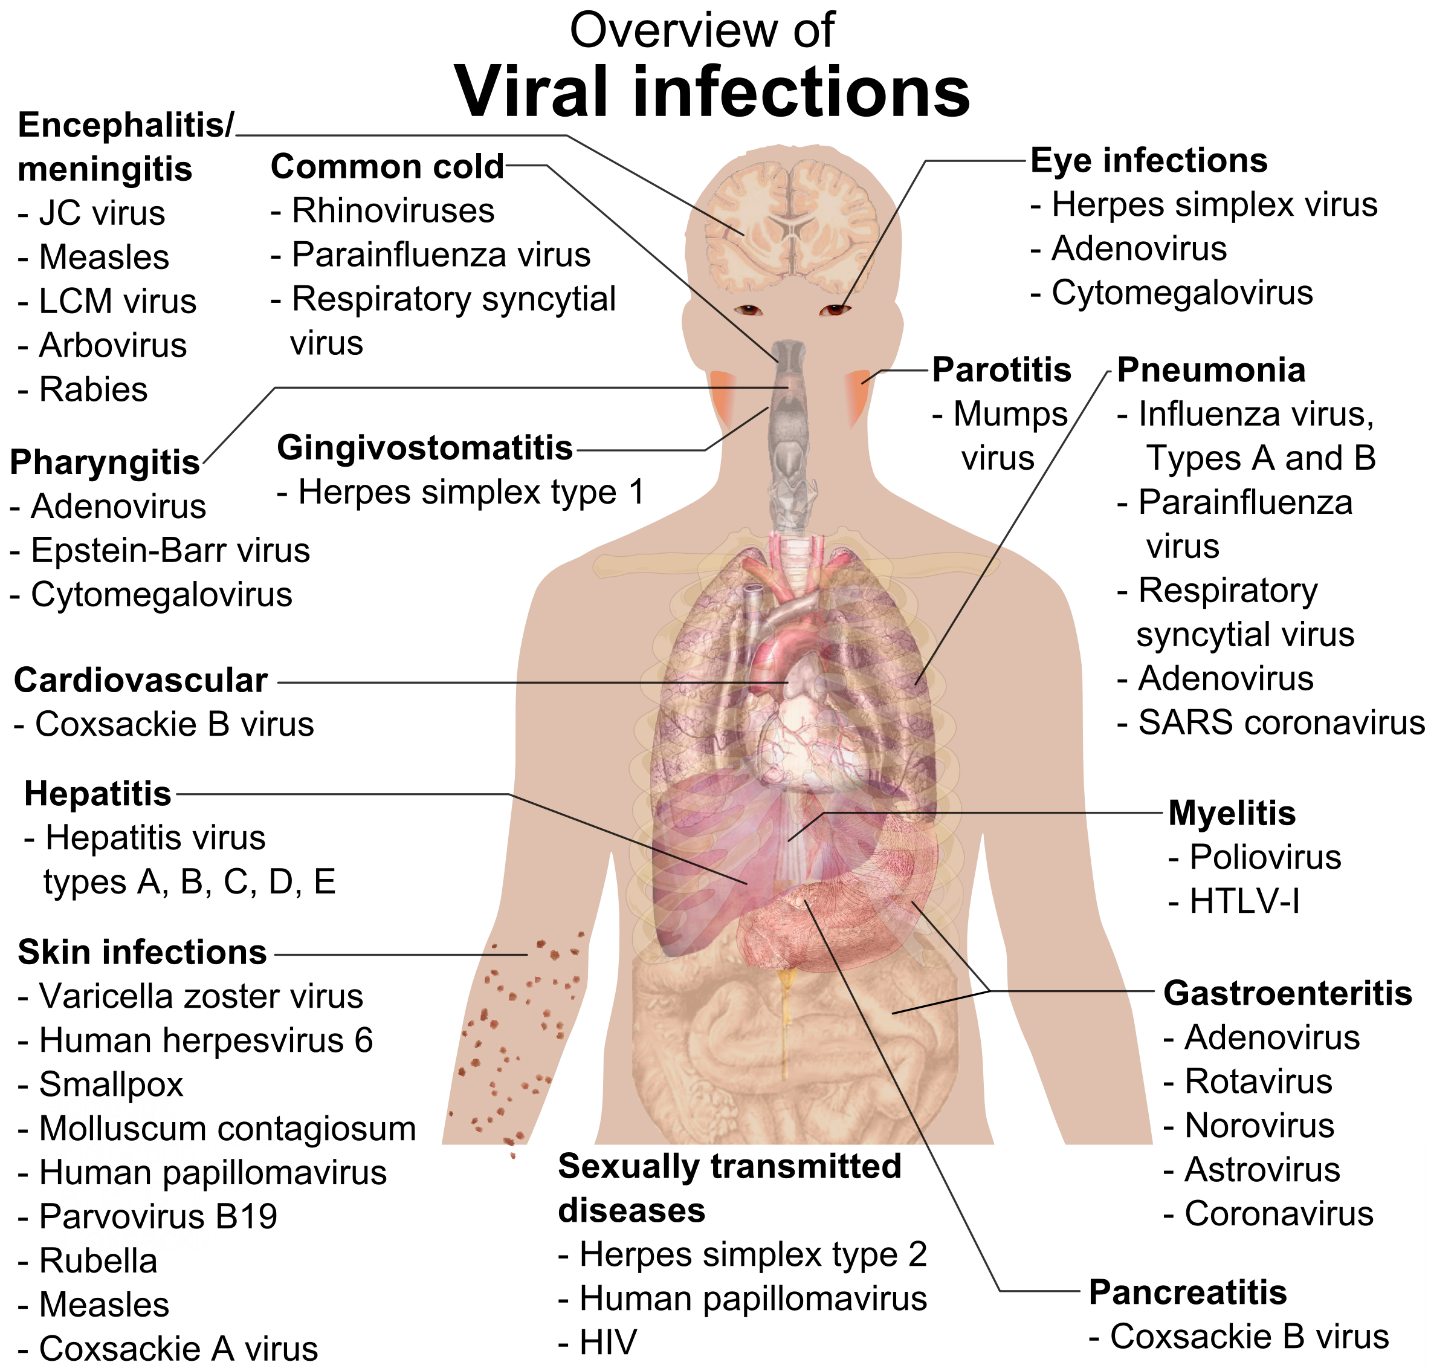 Overview of
Viral infections
Encephalitis/
meningitis
- JC virus
- Measles
- LCM virus
- Arbovirus
- Rabies
Common cold
- Rhinoviruses
- Parainfluenza virus
- Respiratory syncytial
virus
Eye infections
- Herpes simplex virus
- Adenovirus
- Cytomegalovirus
Parotitis
- Mumps
virus
Pneumonia
- Influenza virus,
Types A and B
- Parainfluenza
virus
- Respiratory
syncytial virus
- Adenovirus
- SARS coronavirus
Pharyngitis
- Adenovirus
- Epstein-Barr virus
- Cytomegalovirus
Gingivostomatitis
- Herpes simplex type 1
Cardiovascular
- Coxsackie B virus
Hepatitis
- Hepatitis virus
types A, B, C, D, E
Myelitis
- Poliovirus
- HTLV-I
Skin infections
- Varicella zoster virus
- Human herpesvirus 6
- Smallpox
- Molluscum contagiosum
- Human papillomavirus
- Parvovirus B19
- Rubella
- Measles
- Coxsackie A virus
Gastroenteritis
- Adenovirus
- Rotavirus
- Norovirus
- Astrovirus
- Coronavirus
Sexually transmitted
diseases
- Herpes simplex type 2
- Human papillomavirus
- HIV
Pancreatitis
- Coxsackie B virus